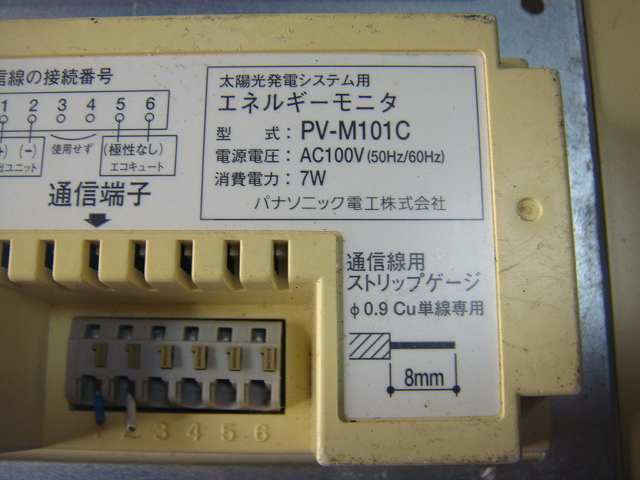 信線の接続番号
1 2 3 4 5 6
(−) 使用せず (極性なし)
ユニット エコキュート
通信端子
太陽光発電システム用
エネルギーモニタ
型 式: PV-M101C
電源電圧: AC100V (50Hz/60Hz)
消費電力: 7W
パナソニック電工株式会社
通信線用
ストリップゲージ
φ0.9 Cu単線専用
8mm
1 2 3 4 5 6